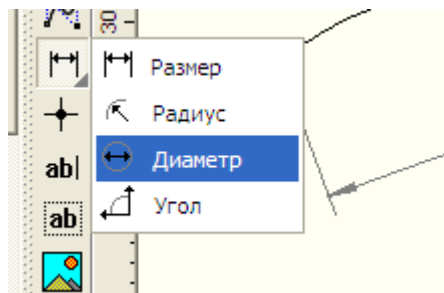 30
Размер
Радиус
Диаметр
Угол
ab|
ab